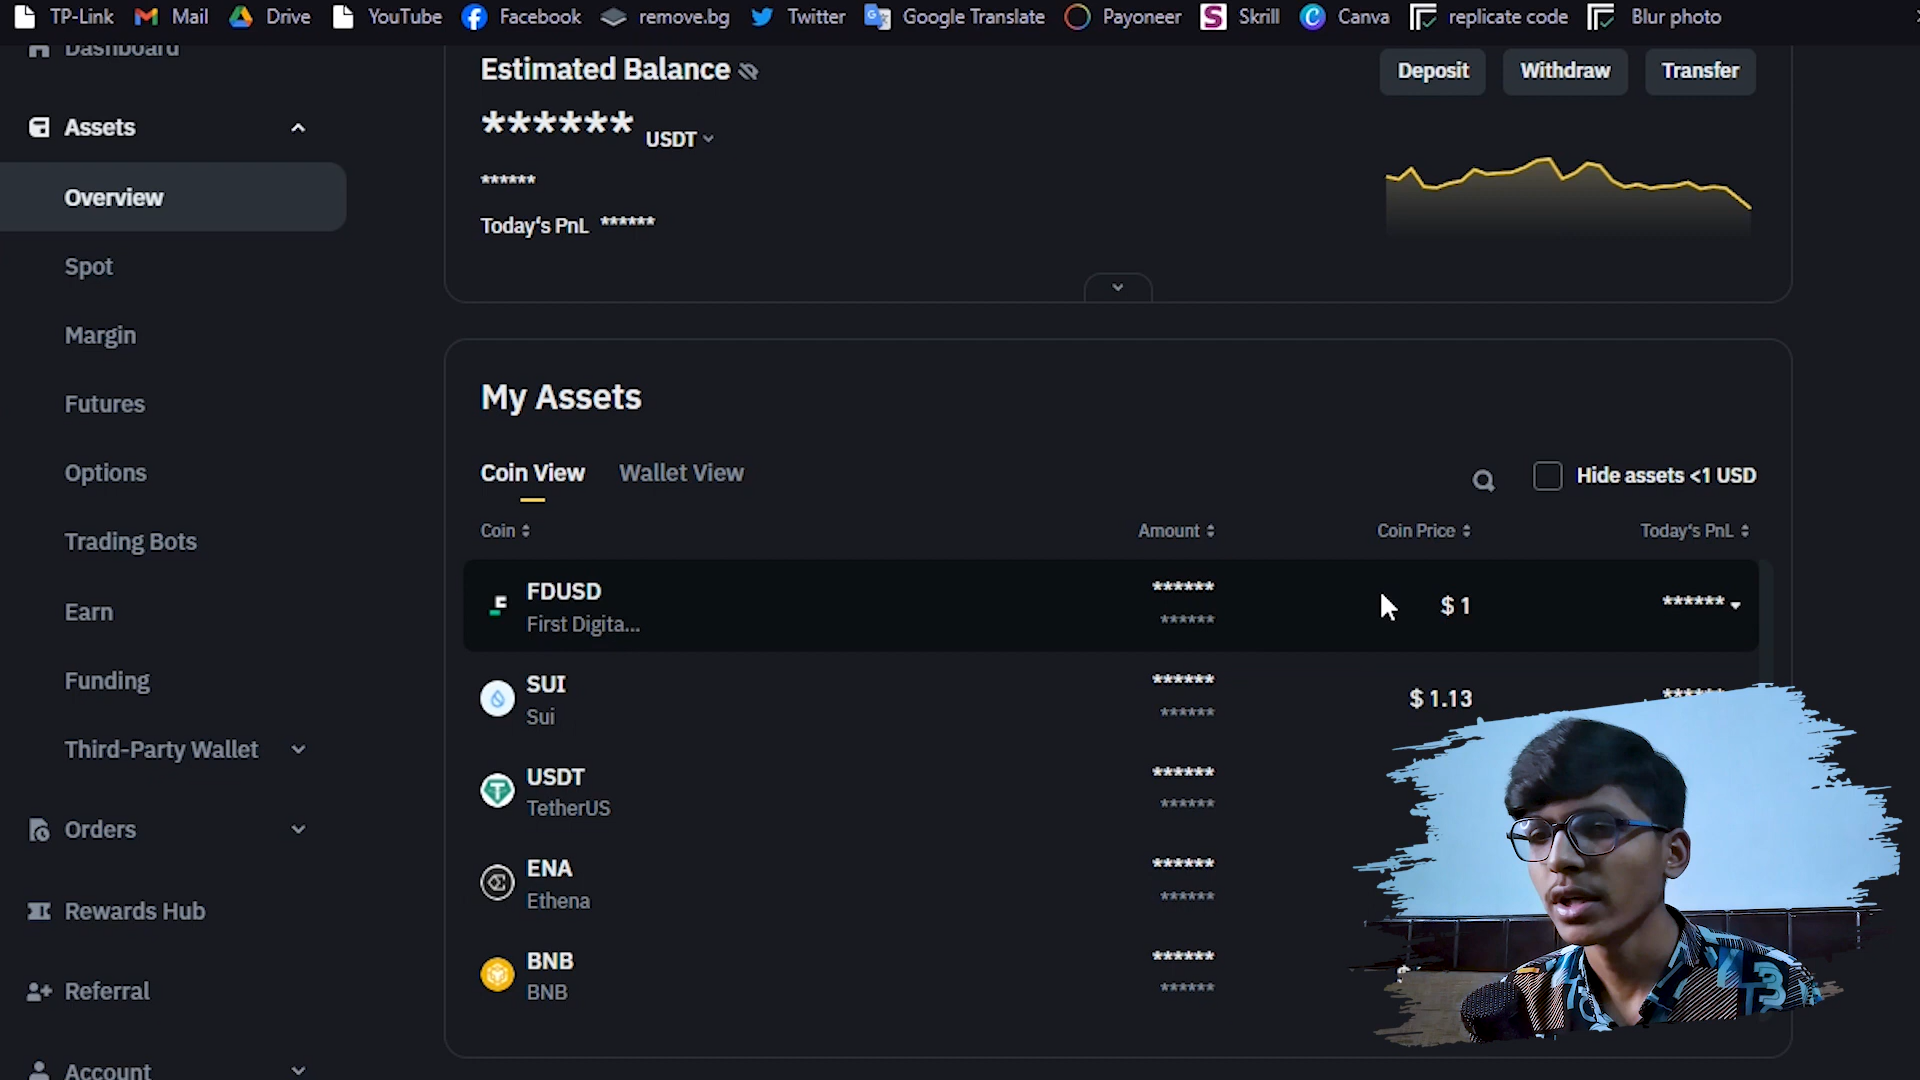 TP-Link Mail Drive YouTube Facebook remove.bg Twitter Google Translate Payoneer Skrill Canva replicate code Blur photo
Dashboard
Assets
Overview
Spot
Margin
Futures
Options
Trading Bots
Earn
Funding
Third-Party Wallet
Orders
Rewards Hub
Referral
Account
Estimated Balance
Deposit Withdraw Transfer
****** USDT
******
Today's PnL ******
My Assets
Coin View Wallet View
Hide assets <1 USD
Coin Amount Coin Price Today's PnL
FDUSD ****** $ 1 ******
First Digita... ******
SUI ****** $ 1.13
Sui ******
USDT ******
TetherUS ******
ENA ******
Ethena ******
BNB ******
BNB ******